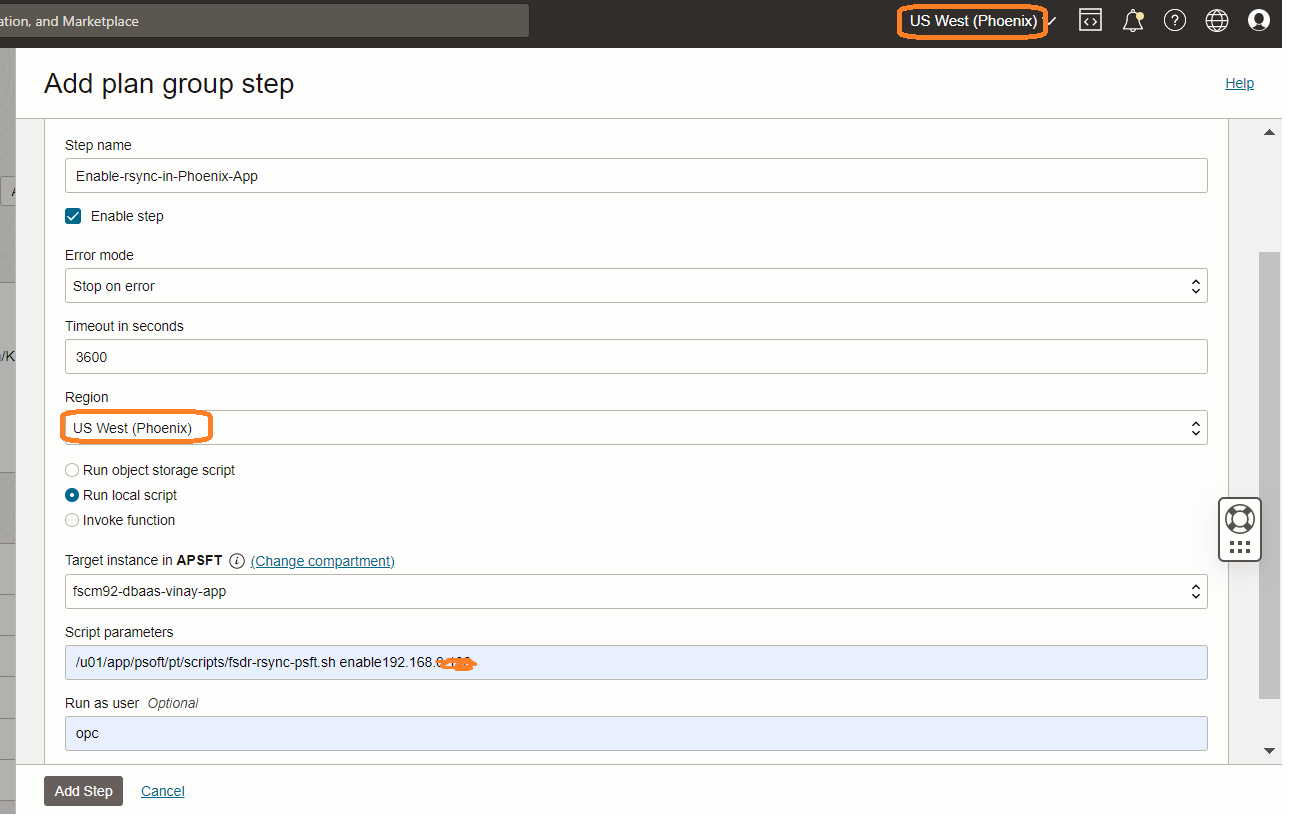 ation, and Marketplace
US West (Phoenix)
Add plan group step
Help
Step name
Enable-rsync-in-Phoenix-App
Enable step
Error mode
Stop on error
Timeout in seconds
3600
Region
US West (Phoenix)
Run object storage script
Run local script
Invoke function
Target instance in APSFT (Change compartment)
fscm92-dbaas-vinay-app
Script parameters
/u01/app/psoft/pt/scripts/fsdr-rsync-psft.sh enable192.168.
Run as user Optional
opc
Add Step
Cancel
/K